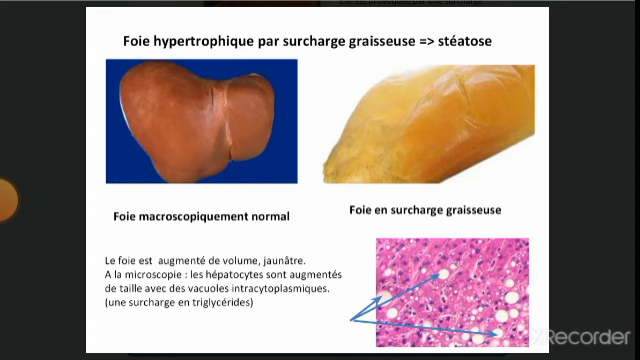 Foie hypertrophique par surcharge graisseuse => stéatose
Foie macroscopiquement normal
Foie en surcharge graisseuse
Le foie est augmenté de volume, jaunâtre.
A la microscopie : les hépatocytes sont augmentés
de taille avec des vacuoles intracytoplasmiques.
(une surcharge en triglycérides)
Recorder